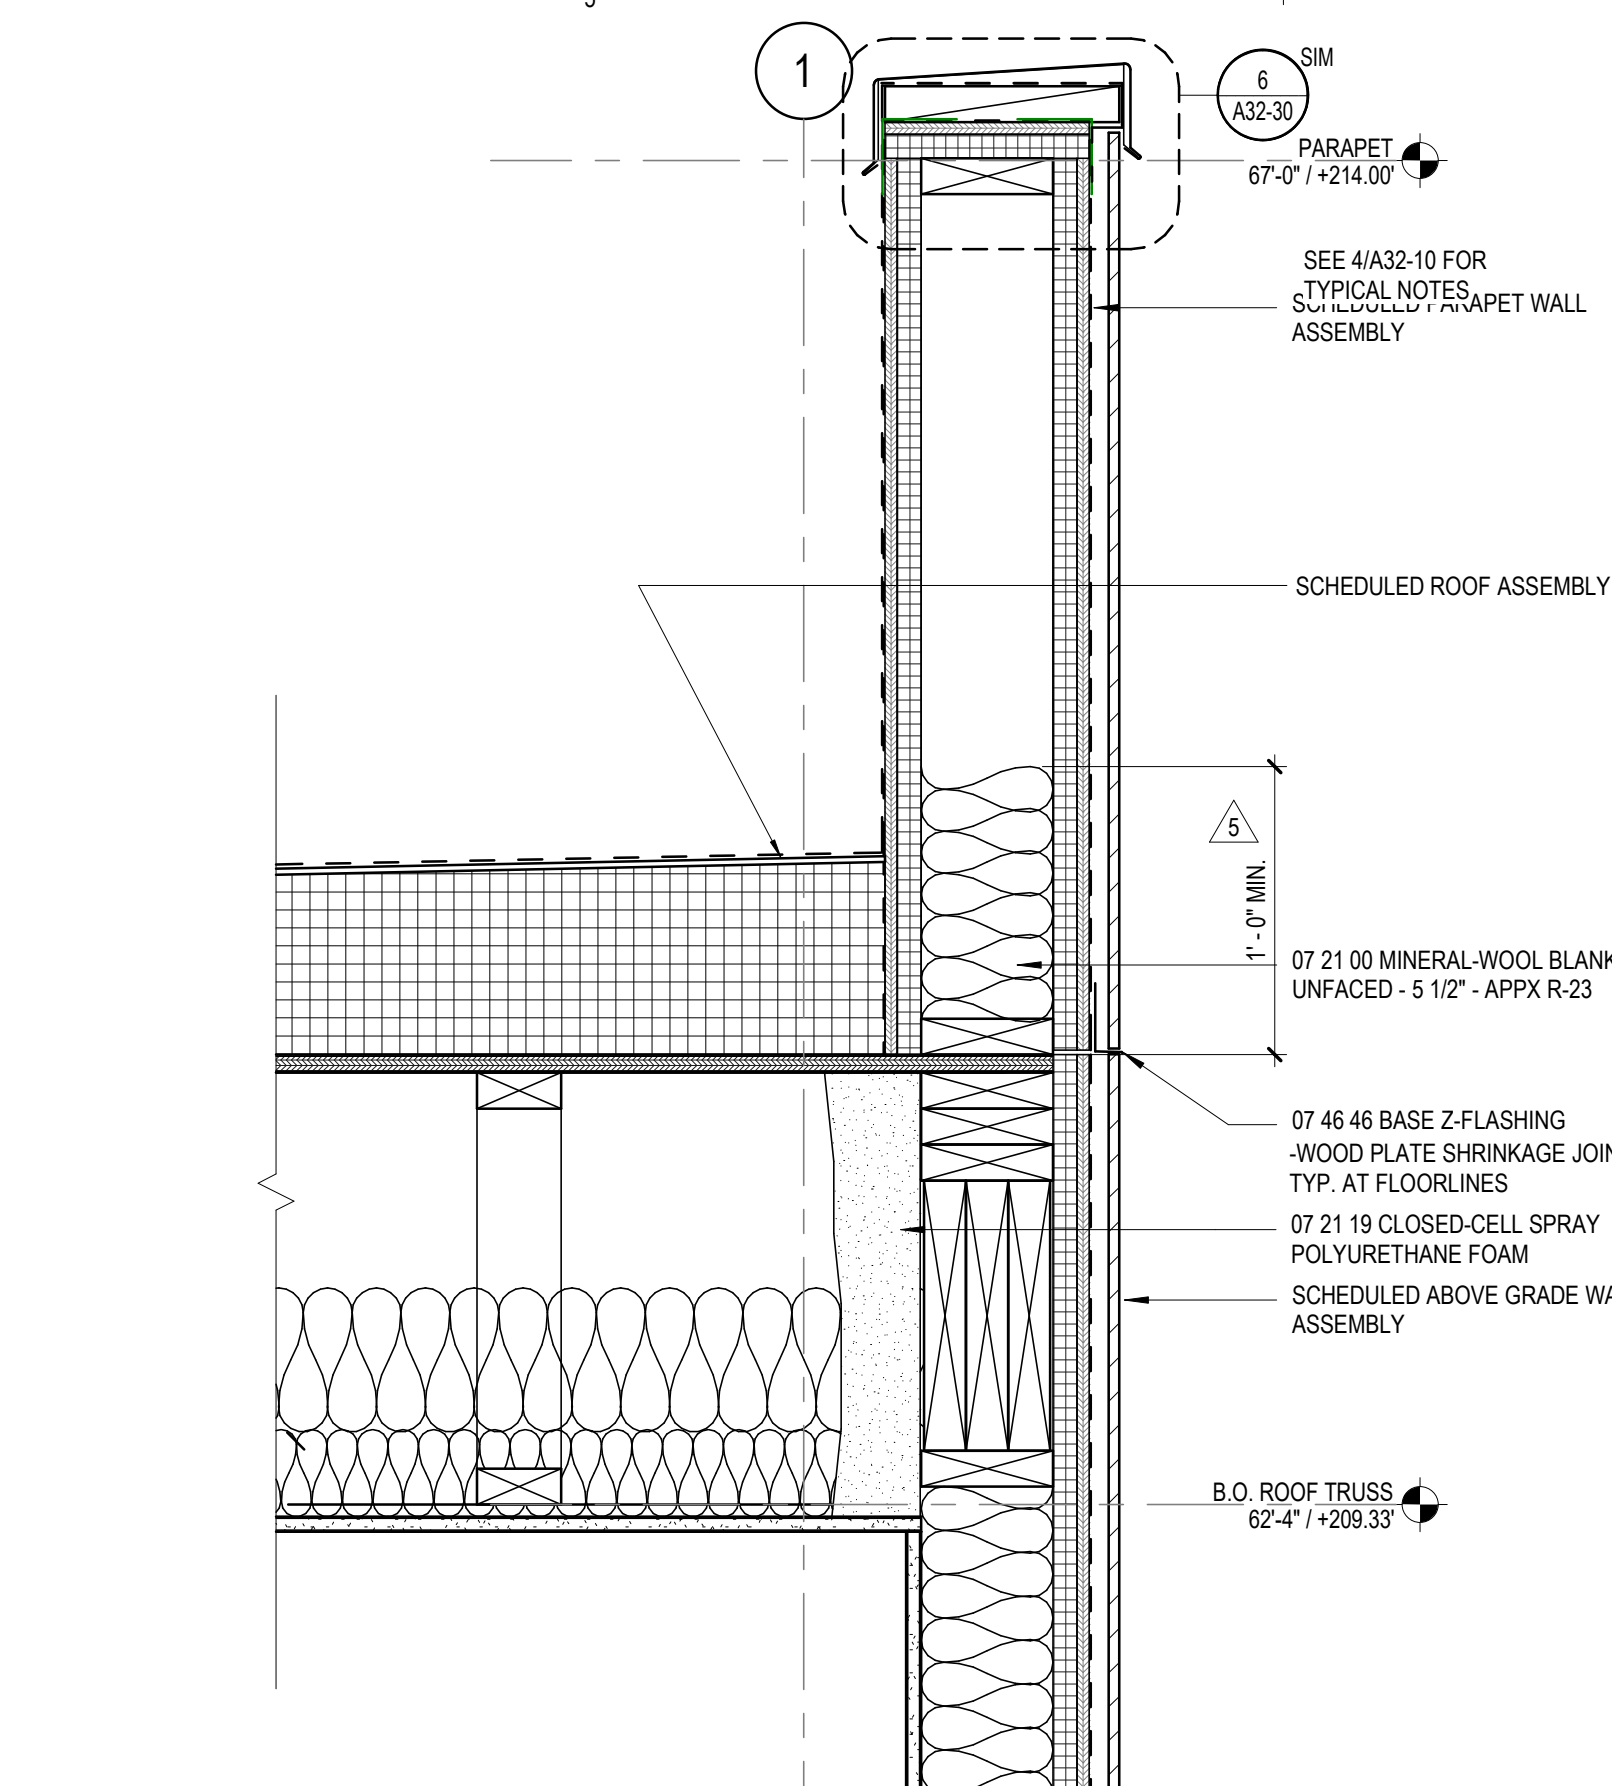 1
SIM
6
A32-30
PARAPET
67'-0" / +214.00'
SEE 4/A32-10 FOR
TYPICAL NOTES
SCHEDULED PARAPET WALL
ASSEMBLY
SCHEDULED ROOF ASSEMBLY
5
1' - 0" MIN.
07 21 00 MINERAL-WOOL BLANK
UNFACED - 5 1/2" - APPX R-23
07 46 46 BASE Z-FLASHING
-WOOD PLATE SHRINKAGE JOIN
TYP. AT FLOORLINES
07 21 19 CLOSED-CELL SPRAY
POLYURETHANE FOAM
SCHEDULED ABOVE GRADE WA
ASSEMBLY
B.O. ROOF TRUSS
62'-4" / +209.33'